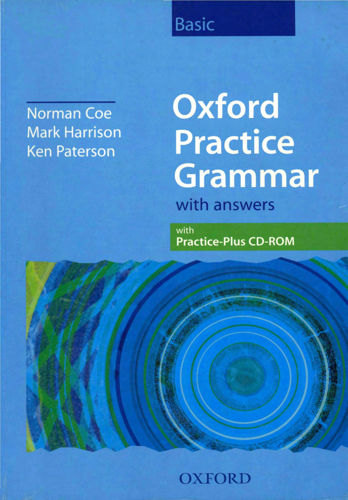 Basic
Norman Coe
Mark Harrison
Ken Paterson
Oxford
Practice
Grammar
with answers
with
Practice-Plus CD-ROM
OXFORD